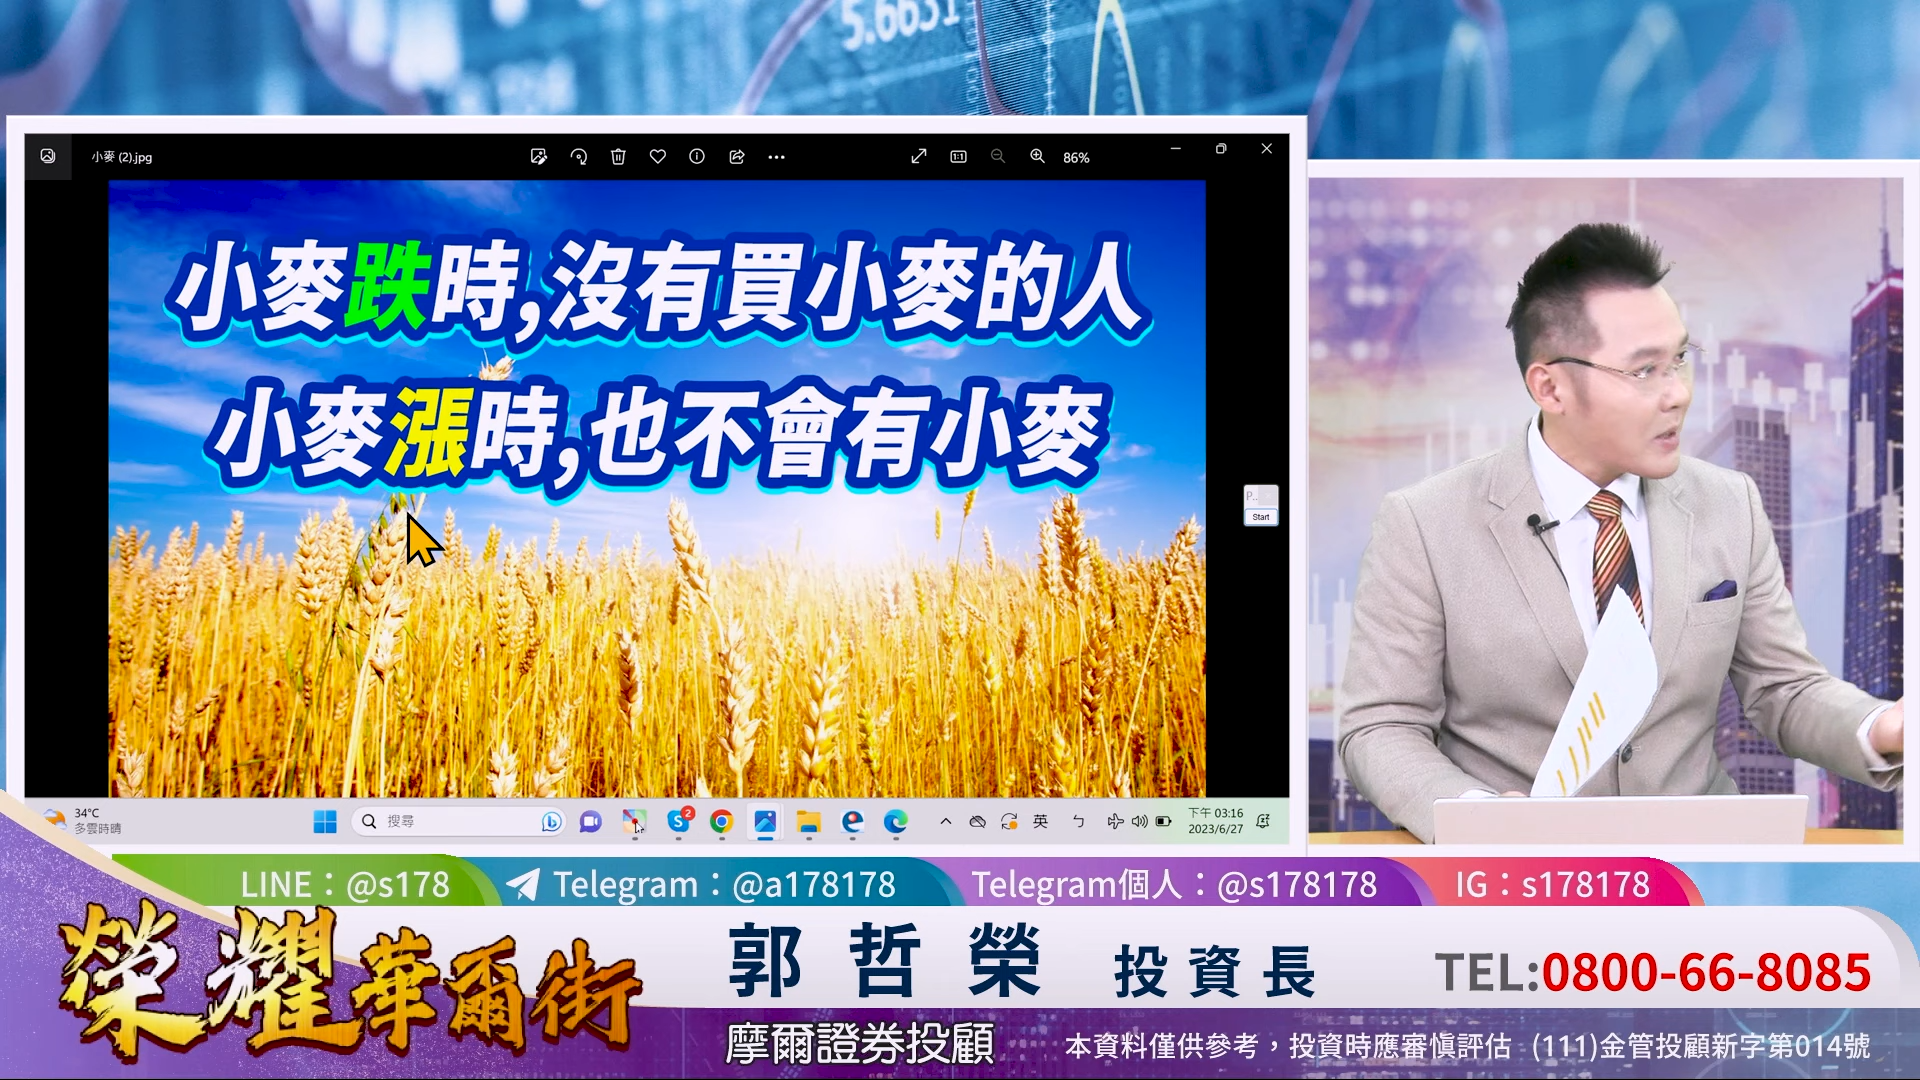 5.6631
小麥 (2).jpg
86%
小麥跌時,沒有買小麥的人
小麥漲時,也不會有小麥
P..
Start
34°C
多雲時晴
搜尋
2
英
ㄅ
下午 03:16
2023/6/27
LINE：@s178
Telegram：@a178178
Telegram個人：@s178178
IG：s178178
榮耀華爾街
郭哲榮 投資長
TEL:0800-66-8085
摩爾證券投顧
本資料僅供參考，投資時應審慎評估 (111)金管投顧新字第014號